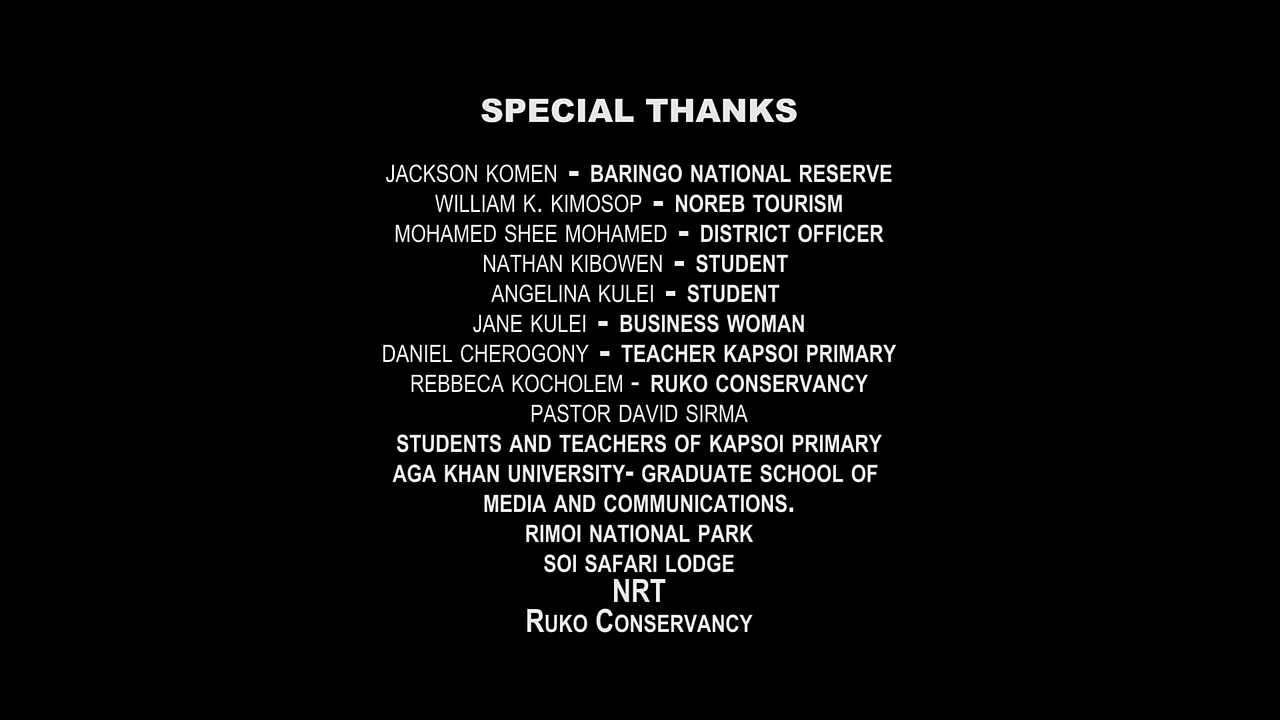 SPECIAL THANKS
JACKSON KOMEN - BARINGO NATIONAL RESERVE
WILLIAM K. KIMOSOP - NOREB TOURISM
MOHAMED SHEE MOHAMED - DISTRICT OFFICER
NATHAN KIBOWEN - STUDENT
ANGELINA KULEI - STUDENT
JANE KULEI - BUSINESS WOMAN
DANIEL CHEROGONY - TEACHER KAPSOI PRIMARY
REBBECA KOCHOLEM - RUKO CONSERVANCY
PASTOR DAVID SIRMA
STUDENTS AND TEACHERS OF KAPSOI PRIMARY
AGA KHAN UNIVERSITY- GRADUATE SCHOOL OF
MEDIA AND COMMUNICATIONS.
RIMOI NATIONAL PARK
SOI SAFARI LODGE
NRT
RUKO CONSERVANCY